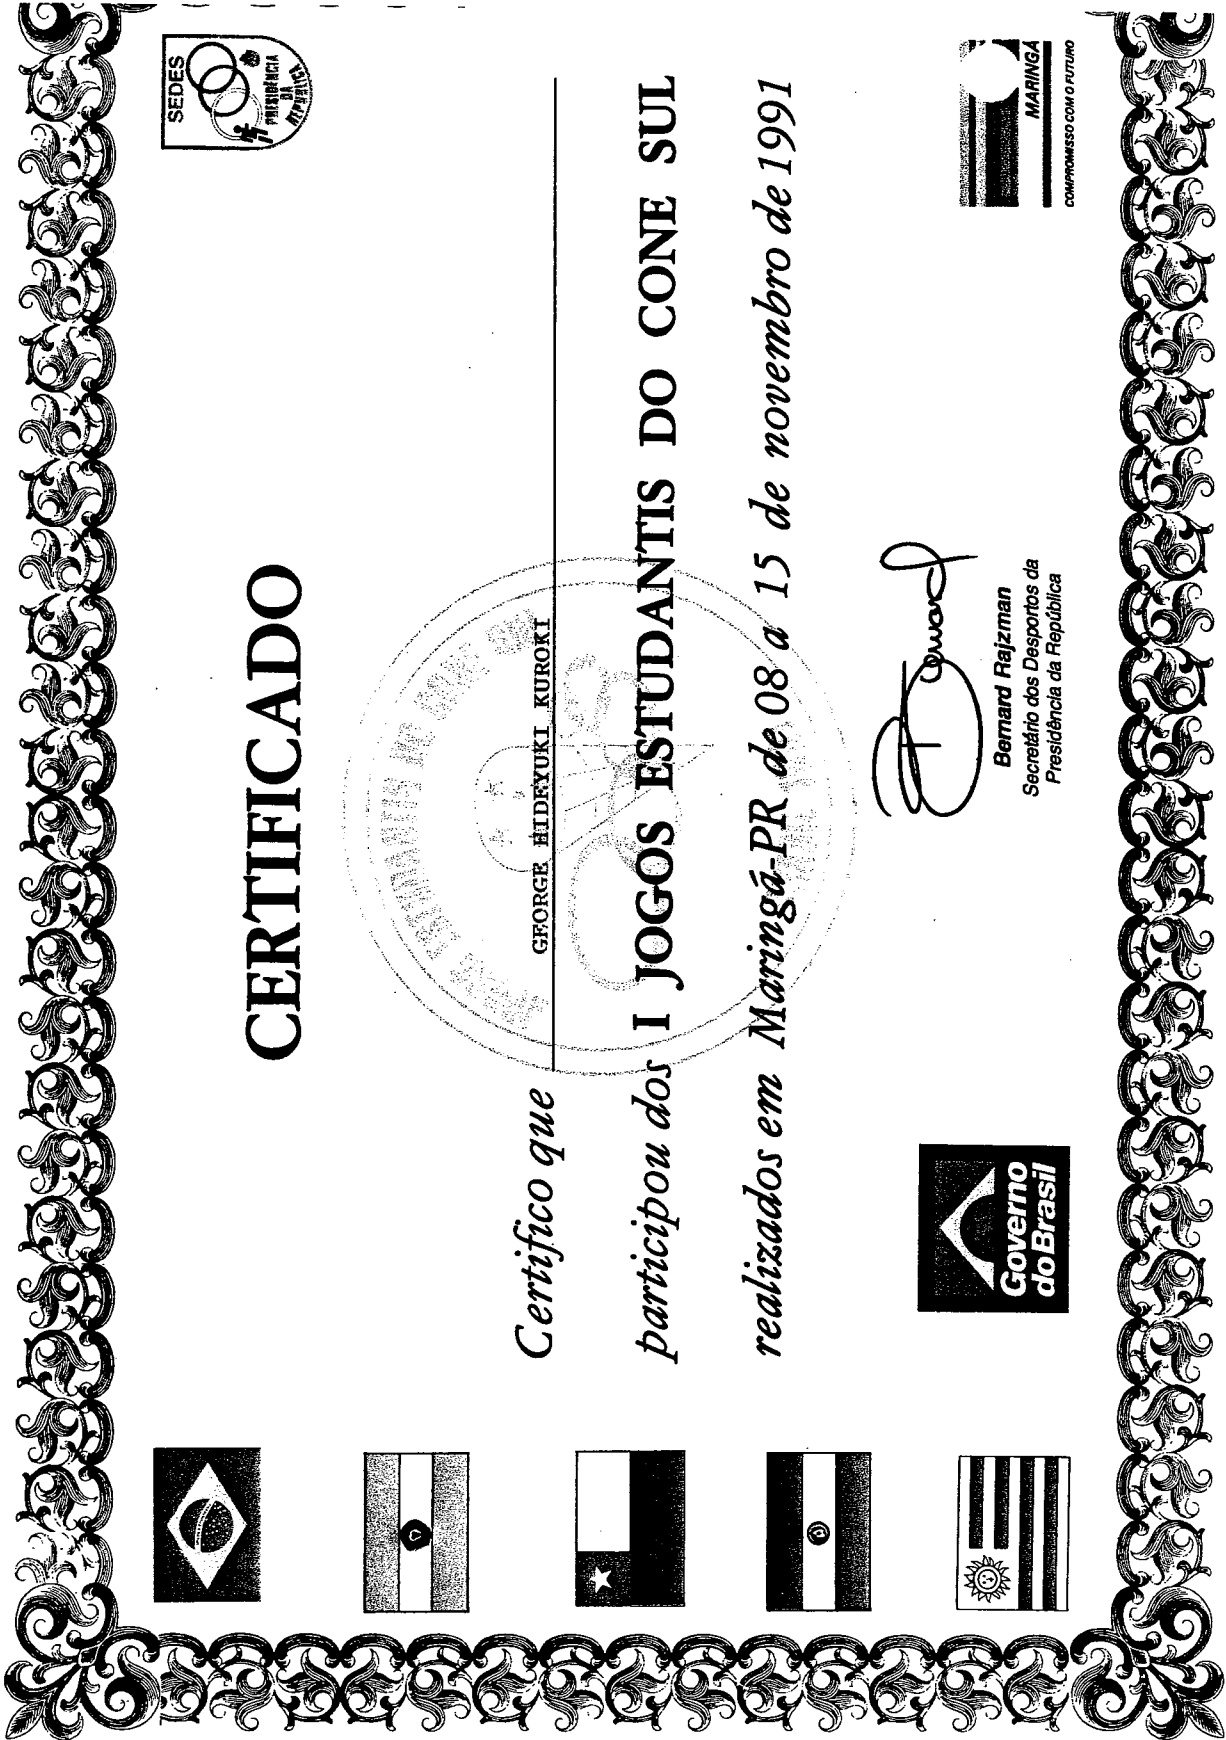 SEDES
PRESIDÊNCIA
DA
REPUBLICA
CERTIFICADO
Certifico que GEORGE HIDEYUKI KUROKI
participou dos I JOGOS ESTUDANTIS DO CONE SUL
realizados em Maringá-PR de 08 a 15 de novembro de 1991
Governo
do Brasil
Bernard
Bernard Rajzman
Secretário dos Desportos da
Presidência da República
MARINGÁ
COMPROMISSO COM O FUTURO